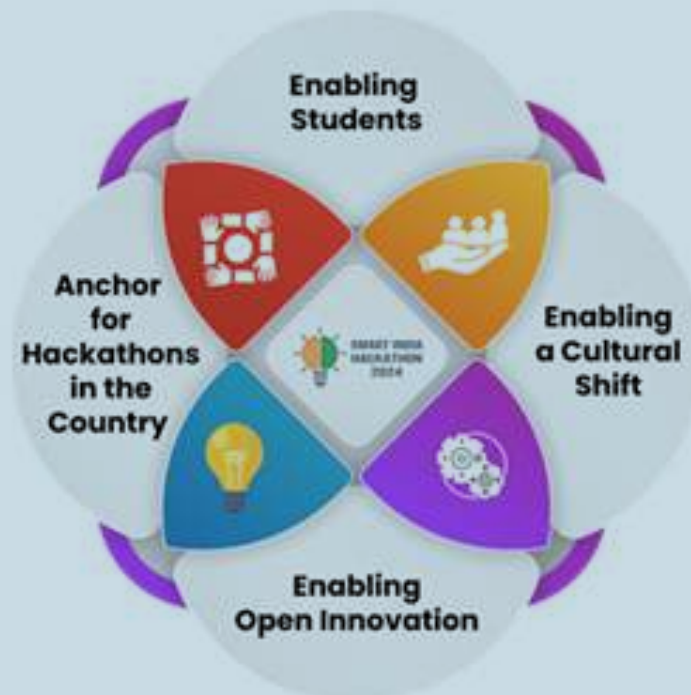 Enabling
Students
Anchor
for
Hackathons
in the
Country
SMART INDIA
HACKATHON
2024
Enabling
a Cultural
Shift
Enabling
Open Innovation